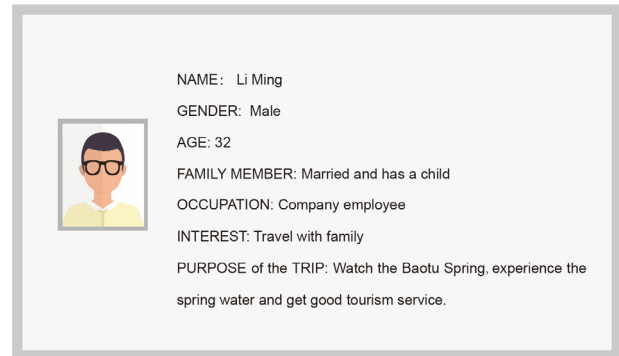 NAME： Li Ming
GENDER: Male
AGE: 32
FAMILY MEMBER: Married and has a child
OCCUPATION: Company employee
INTEREST: Travel with family
PURPOSE of the TRIP: Watch the Baotu Spring, experience the
spring water and get good tourism service.